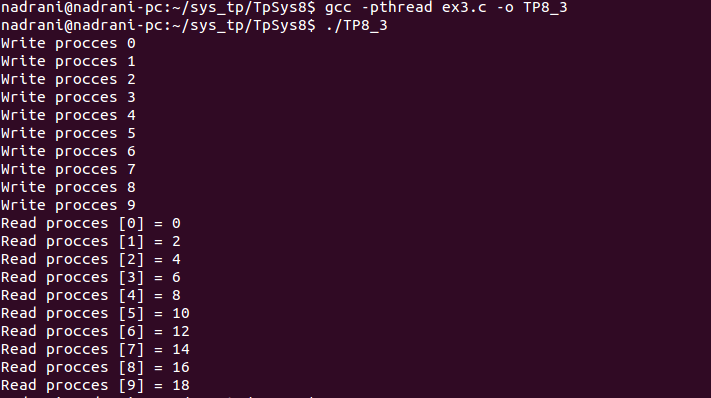 nadrani@nadrani-pc:~/sys_tp/TpSys8$ gcc -pthread ex3.c -o TP8_3
nadrani@nadrani-pc:~/sys_tp/TpSys8$ ./TP8_3
Write procces 0
Write procces 1
Write procces 2
Write procces 3
Write procces 4
Write procces 5
Write procces 6
Write procces 7
Write procces 8
Write procces 9
Read procces [0] = 0
Read procces [1] = 2
Read procces [2] = 4
Read procces [3] = 6
Read procces [4] = 8
Read procces [5] = 10
Read procces [6] = 12
Read procces [7] = 14
Read procces [8] = 16
Read procces [9] = 18